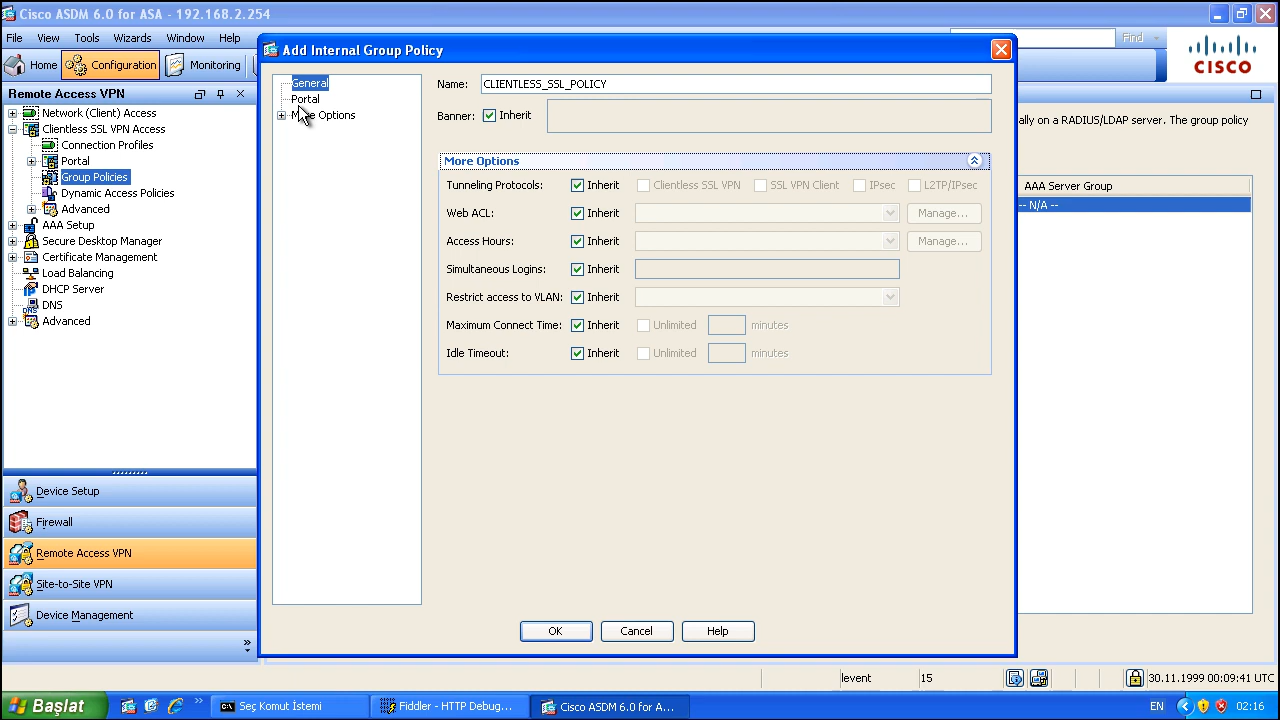 Cisco ASDM 6.0 for ASA - 192.168.2.254
File View Tools Wizards Window Help
Find
Home Configuration Monitoring
CISCO
Remote Access VPN
Network (Client) Access
Clientless SSL VPN Access
Connection Profiles
Portal
Group Policies
Dynamic Access Policies
Advanced
AAA Setup
Secure Desktop Manager
Certificate Management
Load Balancing
DHCP Server
DNS
DNS
Advanced
Device Setup
Firewall
Remote Access VPN
Site-to-Site VPN
Device Management
»
Add Internal Group Policy
General
Portal
More Options
Name: CLIENTLESS_SSL_POLICY
Banner: Inherit
More Options
Tunneling Protocols: Inherit Clientless SSL VPN SSL VPN Client IPsec L2TP/IPsec
Web ACL: Inherit Manage...
Access Hours: Inherit Manage...
Simultaneous Logins: Inherit
Restrict access to VLAN: Inherit
Maximum Connect Time: Inherit Unlimited minutes
Idle Timeout: Inherit Unlimited minutes
OK Cancel Help
ally on a RADIUS/LDAP server. The group policy
AAA Server Group
-- N/A --
levent 15 30.11.1999 00:09:41 UTC
Başlat » Seç Komut İstemi Fiddler - HTTP Debug... Cisco ASDM 6.0 for A... EN 02:16